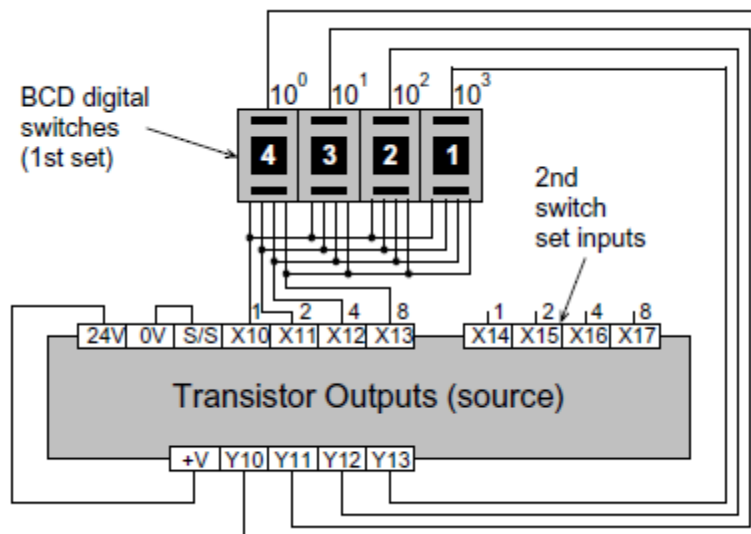 10⁰ 10¹ 10² 10³
BCD digital
switches
(1st set)
4 3 2 1
2nd
switch
set inputs
1 2 4 8 1 2 4 8
24V 0V S/S X10 X11 X12 X13 X14 X15 X16 X17
Transistor Outputs (source)
+V Y10 Y11 Y12 Y13